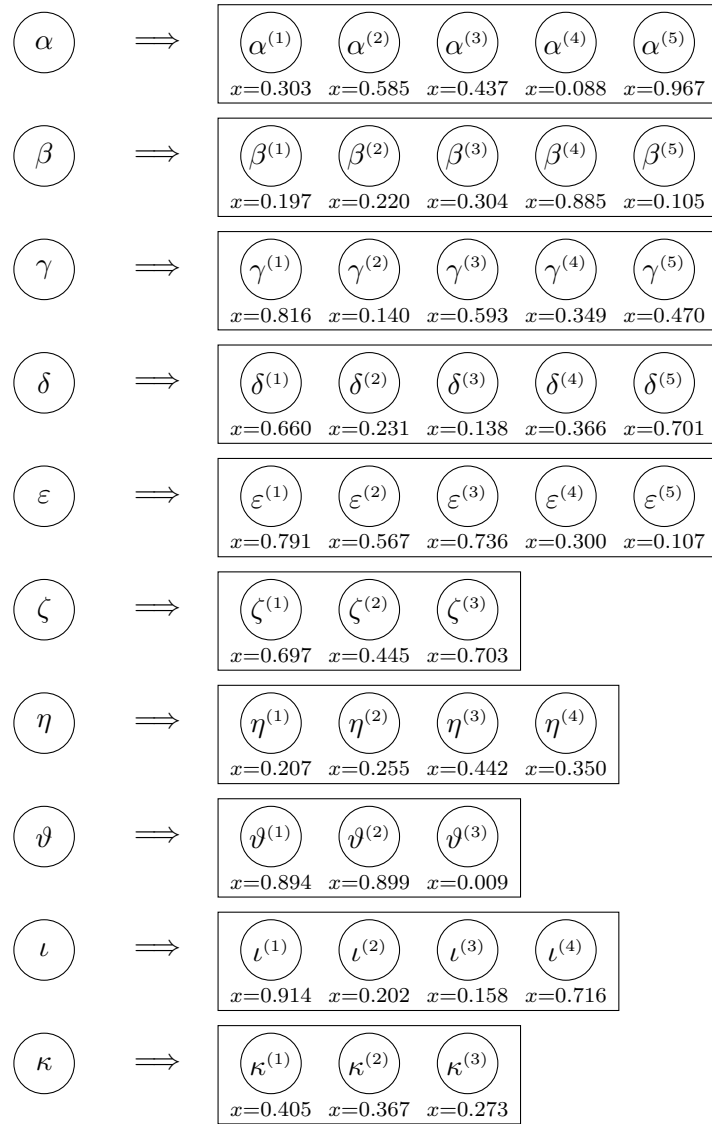 α ⟹ α⁽¹⁾ α⁽²⁾ α⁽³⁾ α⁽⁴⁾ α⁽⁵⁾
x=0.303 x=0.585 x=0.437 x=0.088 x=0.967
β ⟹ β⁽¹⁾ β⁽²⁾ β⁽³⁾ β⁽⁴⁾ β⁽⁵⁾
x=0.197 x=0.220 x=0.304 x=0.885 x=0.105
γ ⟹ γ⁽¹⁾ γ⁽²⁾ γ⁽³⁾ γ⁽⁴⁾ γ⁽⁵⁾
x=0.816 x=0.140 x=0.593 x=0.349 x=0.470
δ ⟹ δ⁽¹⁾ δ⁽²⁾ δ⁽³⁾ δ⁽⁴⁾ δ⁽⁵⁾
x=0.660 x=0.231 x=0.138 x=0.366 x=0.701
ε ⟹ ε⁽¹⁾ ε⁽²⁾ ε⁽³⁾ ε⁽⁴⁾ ε⁽⁵⁾
x=0.791 x=0.567 x=0.736 x=0.300 x=0.107
ζ ⟹ ζ⁽¹⁾ ζ⁽²⁾ ζ⁽³⁾
x=0.697 x=0.445 x=0.703
η ⟹ η⁽¹⁾ η⁽²⁾ η⁽³⁾ η⁽⁴⁾
x=0.207 x=0.255 x=0.442 x=0.350
ϑ ⟹ ϑ⁽¹⁾ ϑ⁽²⁾ ϑ⁽³⁾
x=0.894 x=0.899 x=0.009
ι ⟹ ι⁽¹⁾ ι⁽²⁾ ι⁽³⁾ ι⁽⁴⁾
x=0.914 x=0.202 x=0.158 x=0.716
κ ⟹ κ⁽¹⁾ κ⁽²⁾ κ⁽³⁾
x=0.405 x=0.367 x=0.273